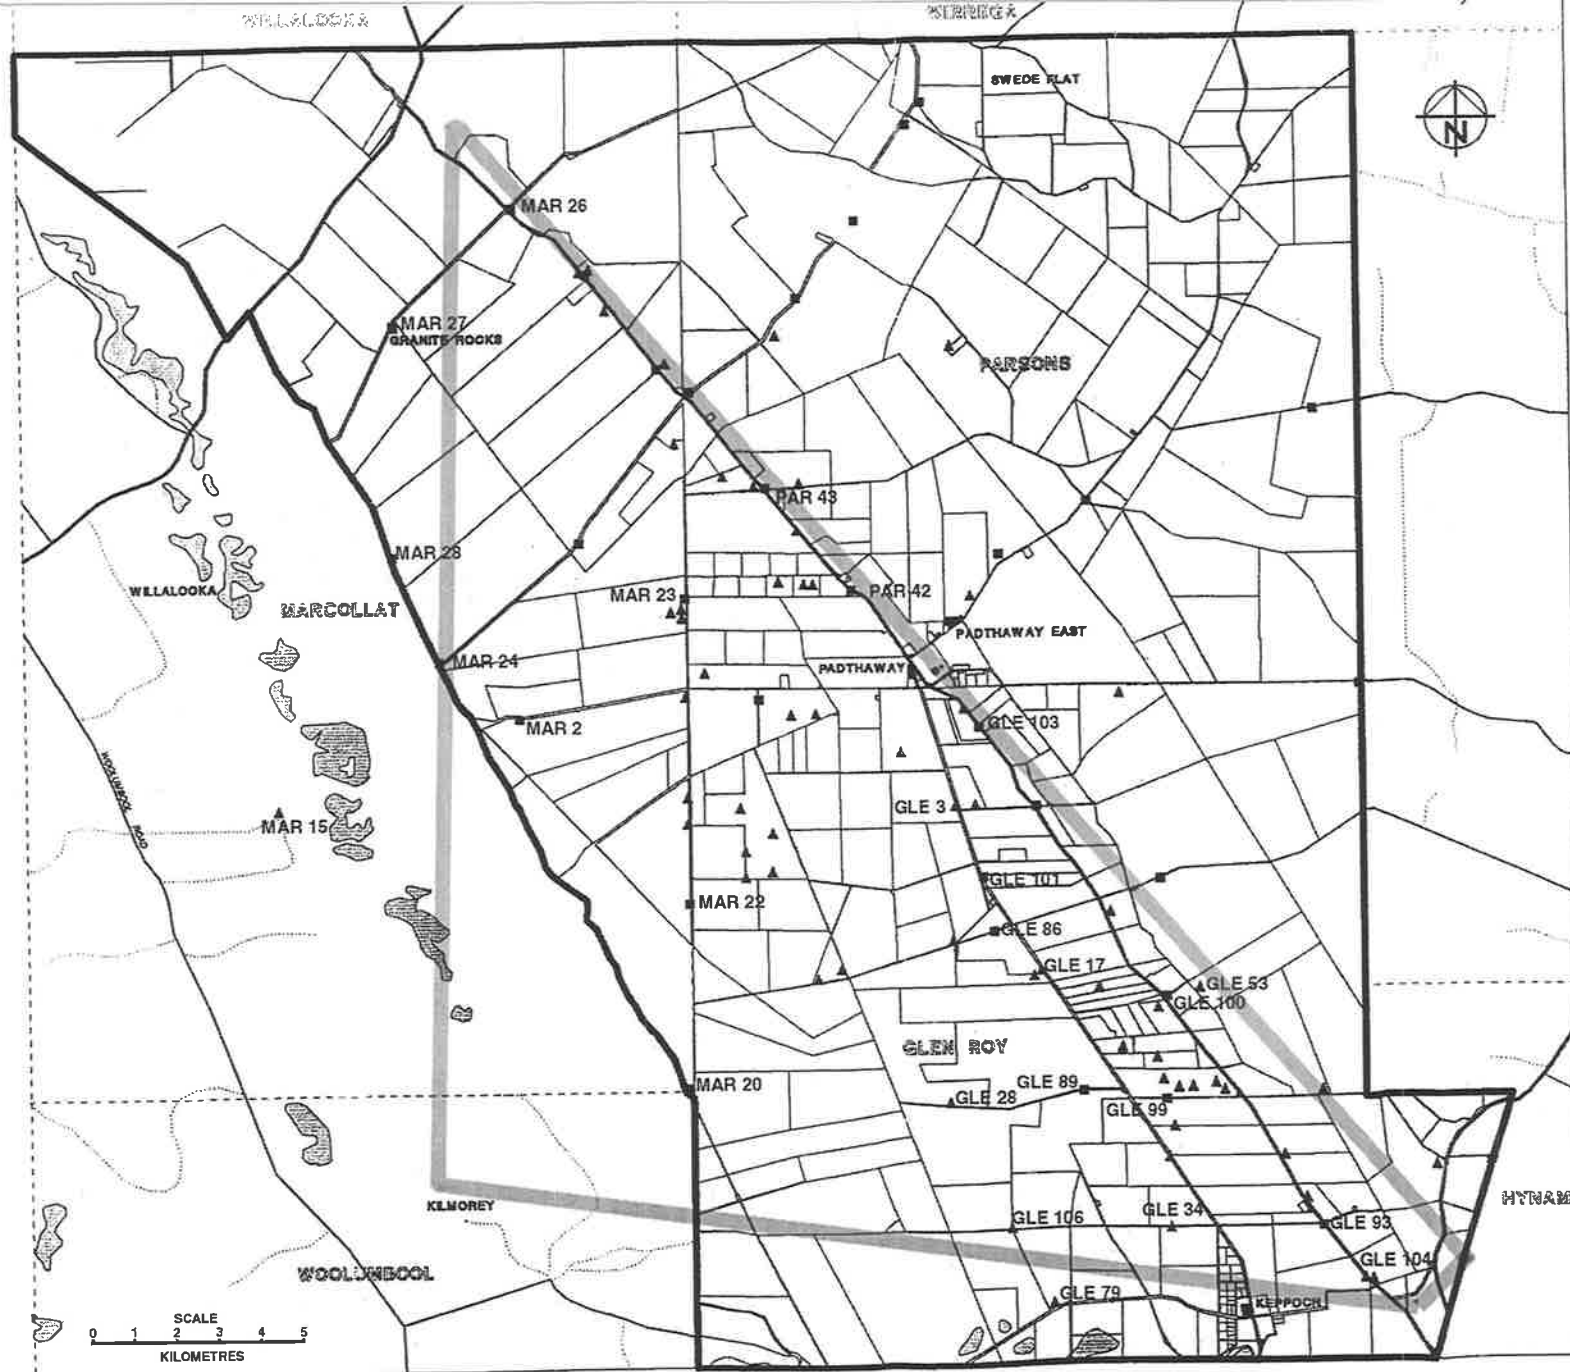 WILLALOOKA
WIRREGA
SWEDE FLAT
N
MAR 26
MAR 27
GRANITE ROCKS
PARSONS
PAR 43
MAR 28
WILLALOOKA
MARCOLLAT
MAR 23
PAR 42
PADTHAWAY EAST
MAR 24
PADTHAWAY
MAR 2
GLE 103
WOOLUMBOOL ROAD
GLE 3
MAR 15
GLE 101
MAR 22
GLE 86
GLE 17
GLE 53
GLE 100
GLEN ROY
MAR 20
GLE 89
GLE 28
GLE 99
KILMOREY
HYNAM
GLE 106
GLE 34
GLE 93
WOOLUMBOOL
GLE 104
GLE 79
KEPPOCH
SCALE
0 1 2 3 4 5
KILOMETRES